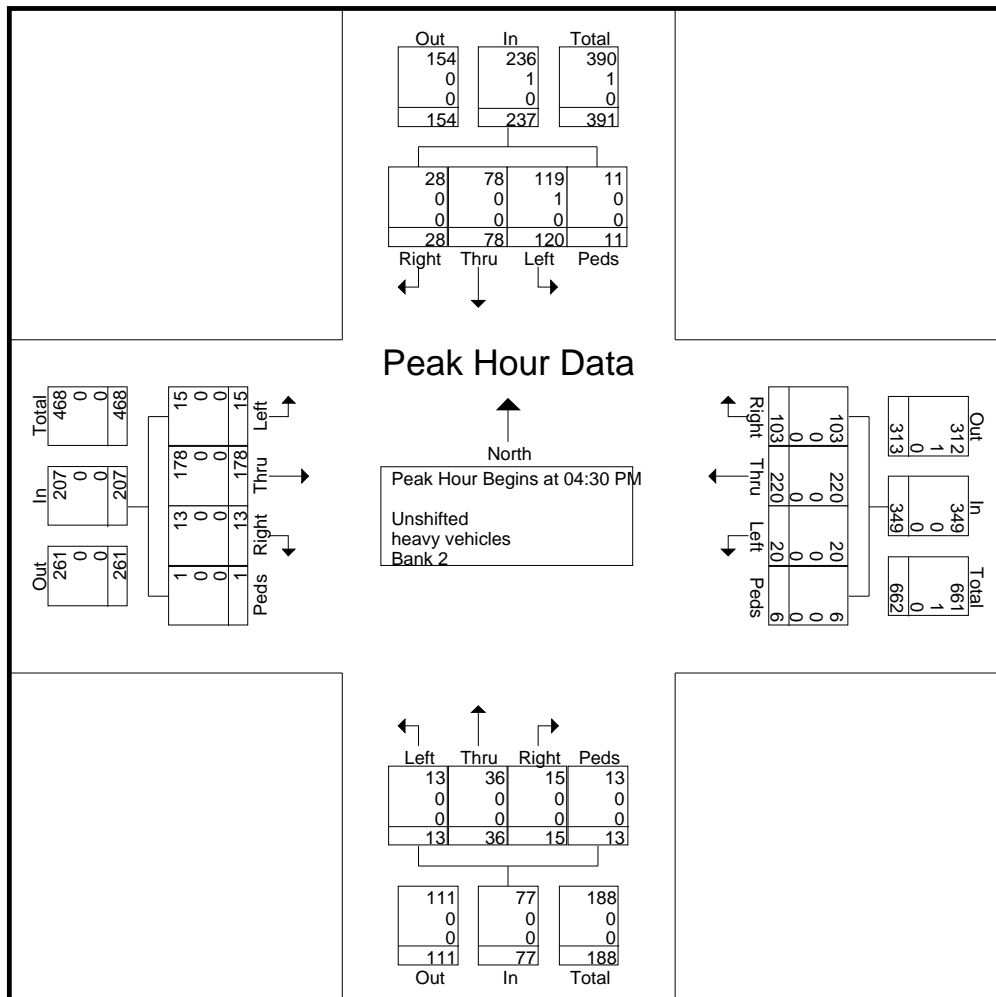 Out In Total
154 236 390
0 1 0
0 0 0
154 237 391
28 78 119 11
0 0 1 0
0 0 0 0
28 78 120 11
Right Thru Left Peds
Peak Hour Data
North
Peak Hour Begins at 04:30 PM
Unshifted
heavy vehicles
Bank 2
Total 468 0 0 468
In 207 0 0 207
Out 261 0 0 261
15 0 0 15 Left
178 0 0 178 Thru
13 0 0 13 Right
1 0 0 1 Peds
Right 103 0 0 103
Thru 220 0 0 220
Left 20 0 0 20
Peds 6 0 0 6
Out 312 1 0 313
In 349 0 0 349
Total 661 1 0 662
Left Thru Right Peds
13 36 15 13
0 0 0 0
0 0 0 0
13 36 15 13
111 77 188
0 0 0
0 0 0
111 77 188
Out In Total